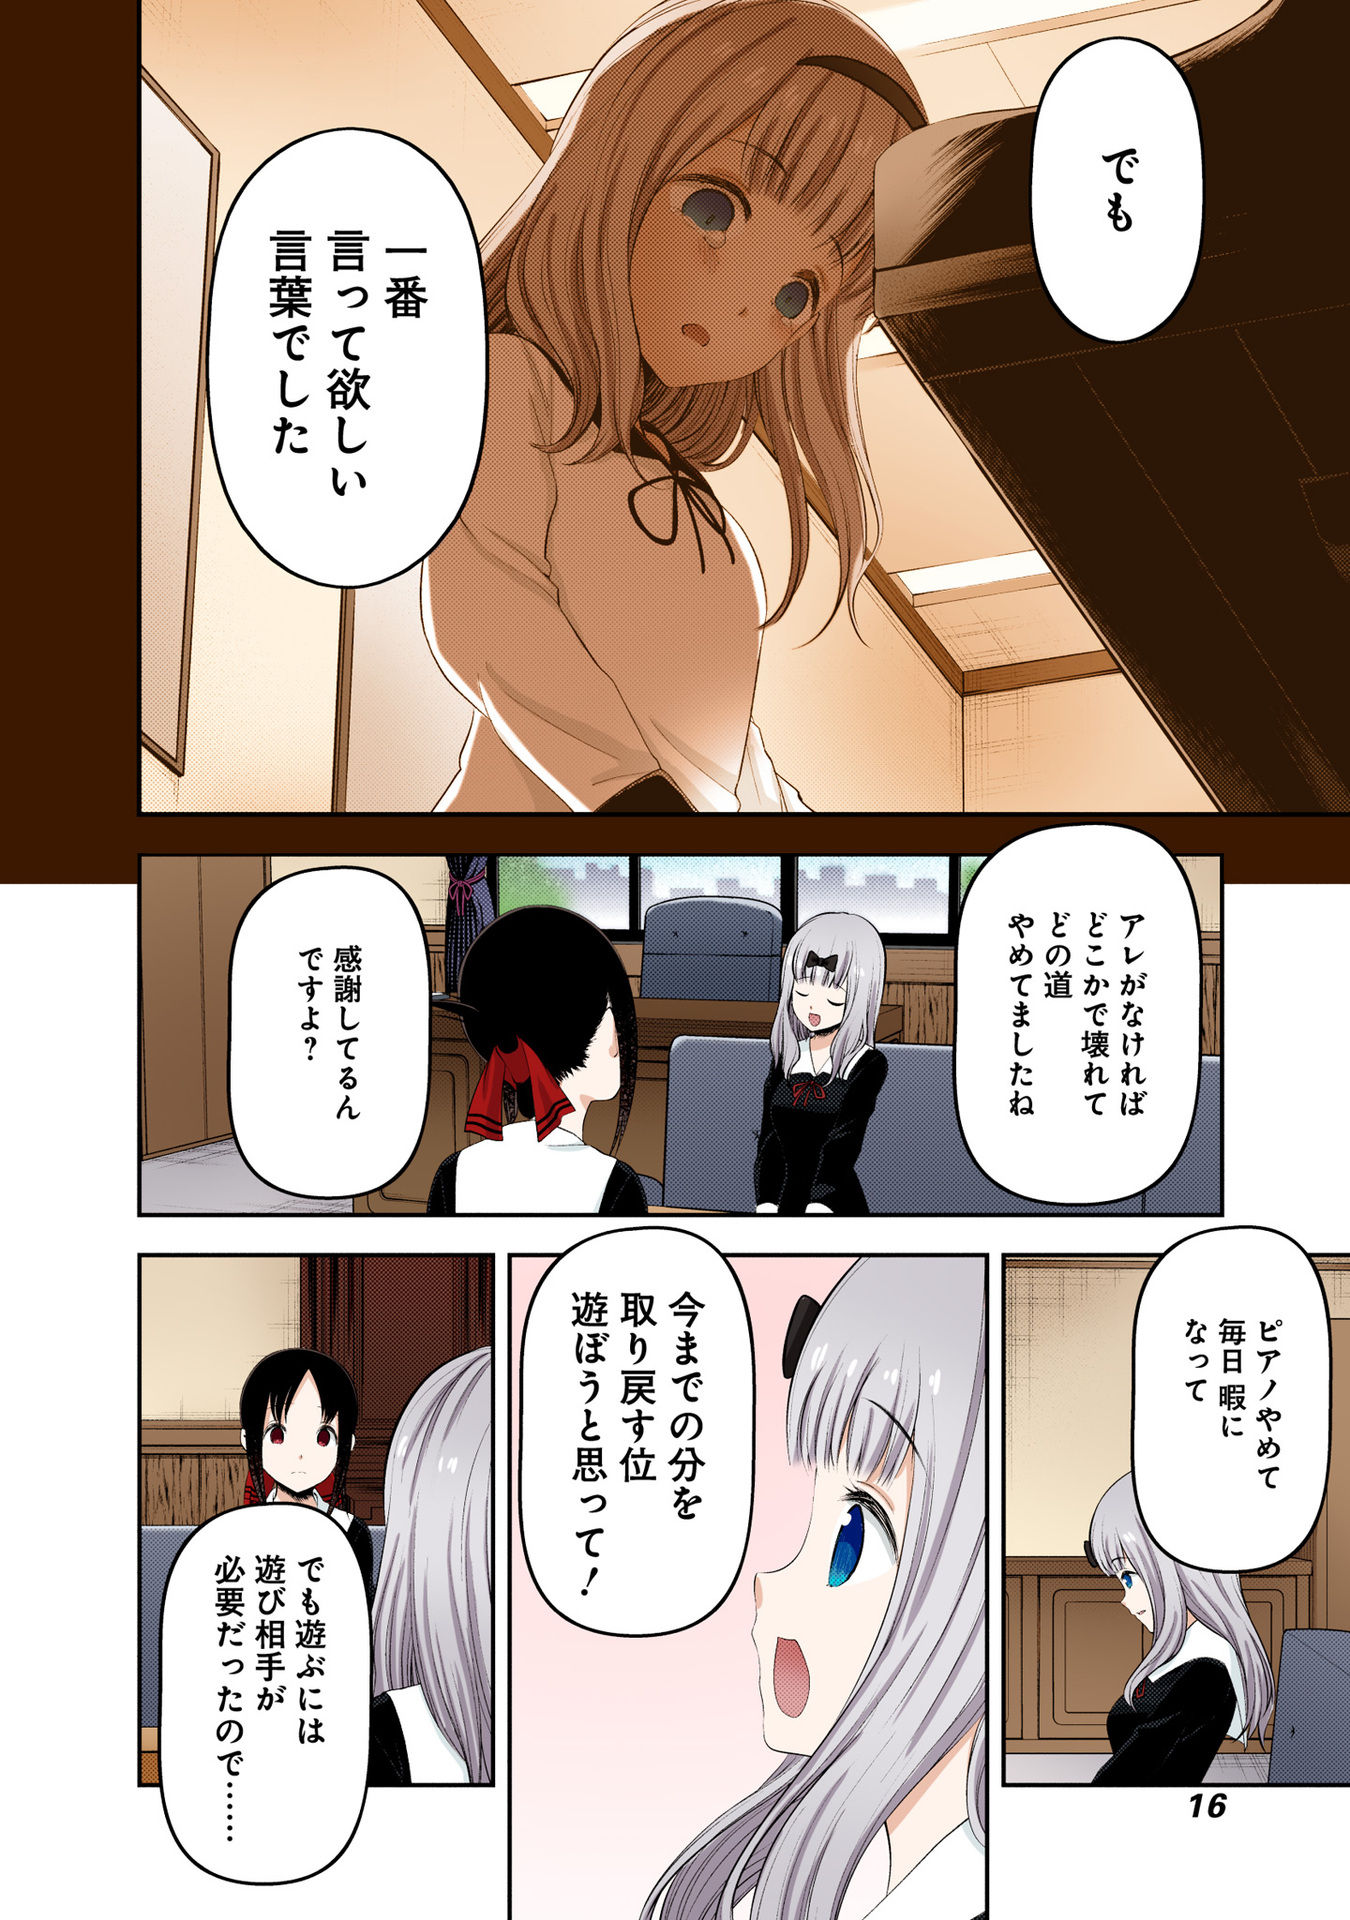 でも
一番
言って欲しい
言葉でした
アレがなければ
どこかで壊れて
どの道
やめてましたね
感謝してるん
ですよ?
ピアノやめて
毎日暇に
なって
今までの分を
取り戻す位
遊ぼうと思って!
でも遊ぶには
遊び相手が
必要だったので……
16